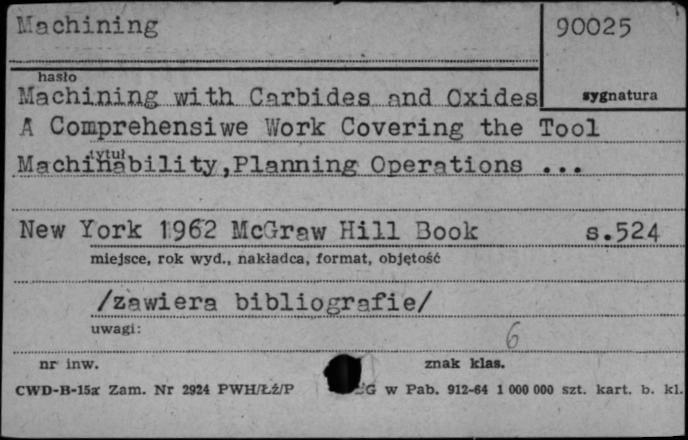 Machining
90025
hasło
sygnatura
Machining with Carbides and Oxides
A Comprehensiwe Work Covering the Tool
tytuł
Machinability,Planning Operations ...
New York 1962 McGraw Hill Book s.524
miejsce, rok wyd., nakładca, format, objętość
/zawiera bibliografie/
uwagi:
6
nr inw. znak klas.
CWD-B-15a Zam. Nr 2924 PWH/Łż/P G w Pab. 912-64 1 000 000 szt. kart. b. kl.